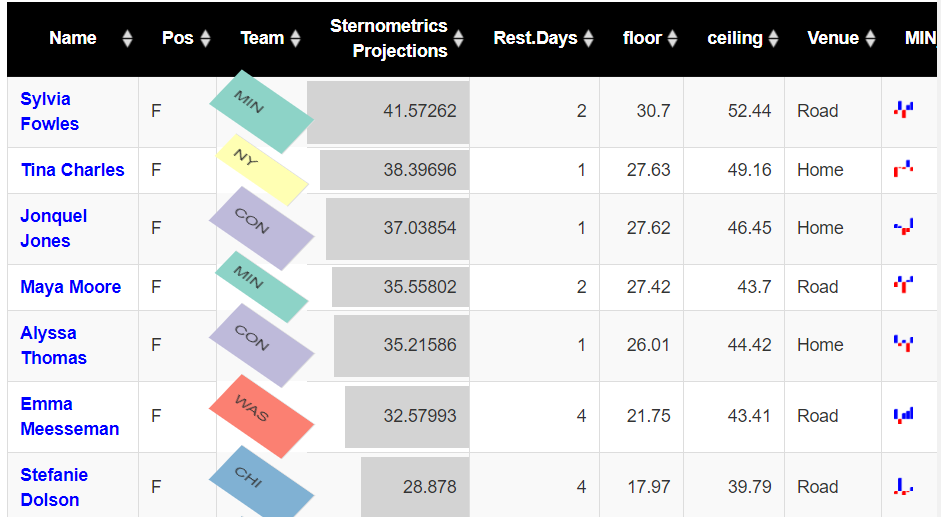 Name Pos Team Sternometrics Projections Rest.Days floor ceiling Venue MIN
Sylvia Fowles F MIN 41.57262 2 30.7 52.44 Road
Tina Charles F NY 38.39696 1 27.63 49.16 Home
Jonquel Jones F CON 37.03854 1 27.62 46.45 Home
Maya Moore F MIN 35.55802 2 27.42 43.7 Road
Alyssa Thomas F CON 35.21586 1 26.01 44.42 Home
Emma Meesseman F WAS 32.57993 4 21.75 43.41 Road
Stefanie Dolson F CHI 28.878 4 17.97 39.79 Road